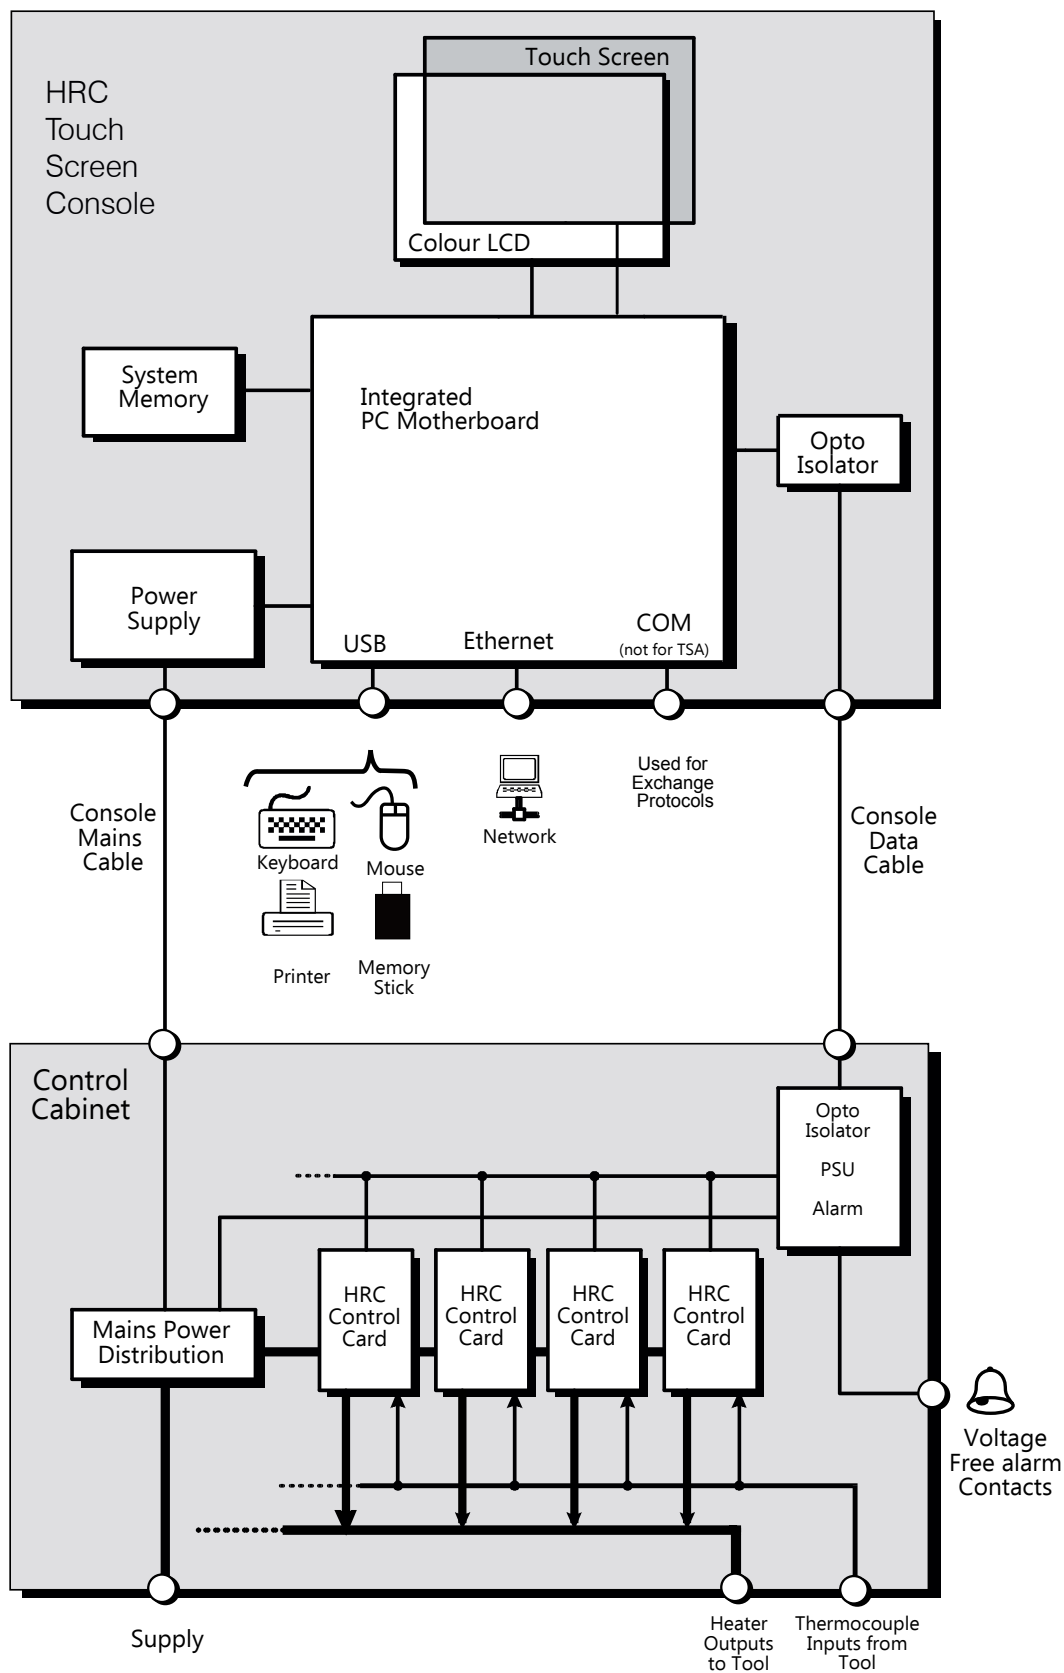 HRC
Touch
Screen
Console
Touch Screen
Colour LCD
System
Memory
Integrated
PC Motherboard
Opto
Isolator
Power
Supply
USB
Ethernet
COM
(not for TSA)
Console
Mains
Cable
Keyboard
Mouse
Printer
Memory
Stick
Network
Used for
Exchange
Protocols
Console
Data
Cable
Control
Cabinet
Opto
Isolator
PSU
Alarm
HRC
Control
Card
HRC
Control
Card
HRC
Control
Card
HRC
Control
Card
Mains Power
Distribution
Voltage
Free alarm
Contacts
Supply
Heater
Outputs
to Tool
Thermocouple
Inputs from
Tool